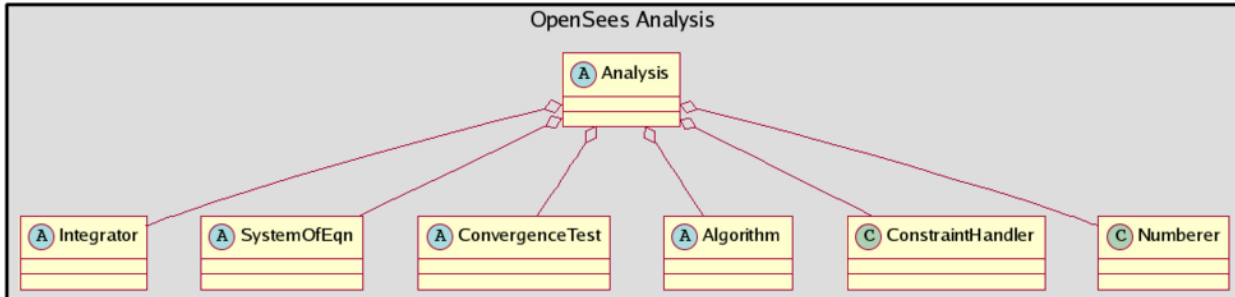 OpenSees Analysis
A Analysis
A Integrator
A SystemOfEqn
A ConvergenceTest
A Algorithm
C ConstraintHandler
C Numberer